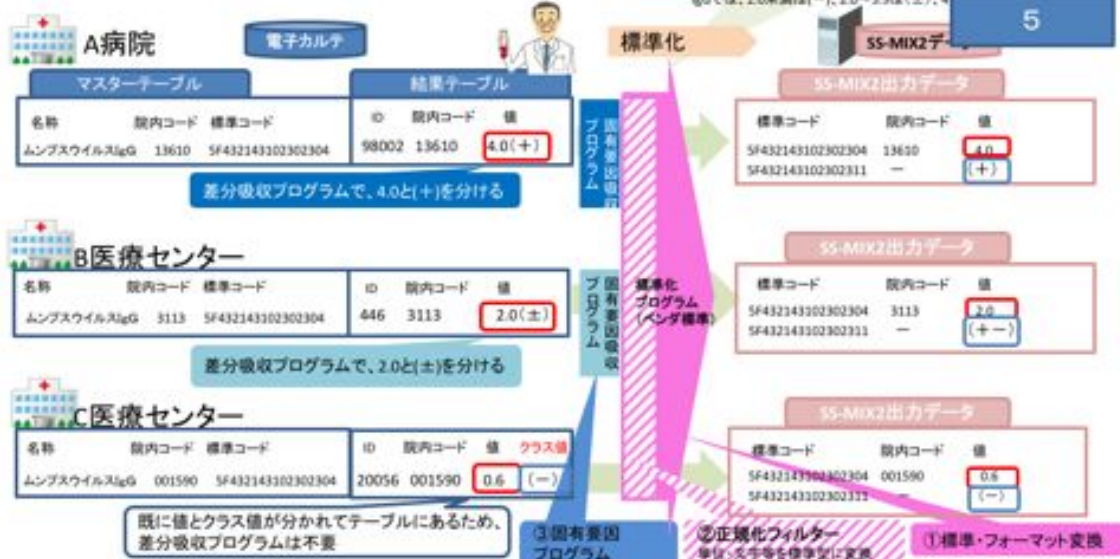 5
A病院
電子カルテ
標準化
SS-MIX2データ
マスターテーブル
結果テーブル
SS-MIX2出力データ
名称 院内コード 標準コード
ムンプスウイルスIgG 13610 5F432143102302304
ID 院内コード 値
98002 13610 4.0(+)
差分吸収プログラムで、4.0と(+)を分ける
固有要因吸収プログラム
標準コード 院内コード 値
5F432143102302304 13610 4.0
5F432143102302311 － (+)
B医療センター
名称 院内コード 標準コード
ムンプスウイルスIgG 3113 5F432143102302304
ID 院内コード 値
446 3113 2.0(±)
差分吸収プログラムで、2.0と(±)を分ける
固有要因吸収プログラム
標準化
プログラム
(ベンダ標準)
SS-MIX2出力データ
標準コード 院内コード 値
5F432143102302304 3113 2.0
5F432143102302311 － (+－)
C医療センター
名称 院内コード 標準コード
ムンプスウイルスIgG 001590 5F432143102302304
ID 院内コード 値 クラス値
20056 001590 0.6 (－)
既に値とクラス値が分かれてテーブルにあるため、
差分吸収プログラムは不要
SS-MIX2出力データ
標準コード 院内コード 値
5F432143102302304 001590 0.6
5F432143102302311 － (－)
③固有要因
プログラム
②正規化フィルター
①標準・フォーマット変換